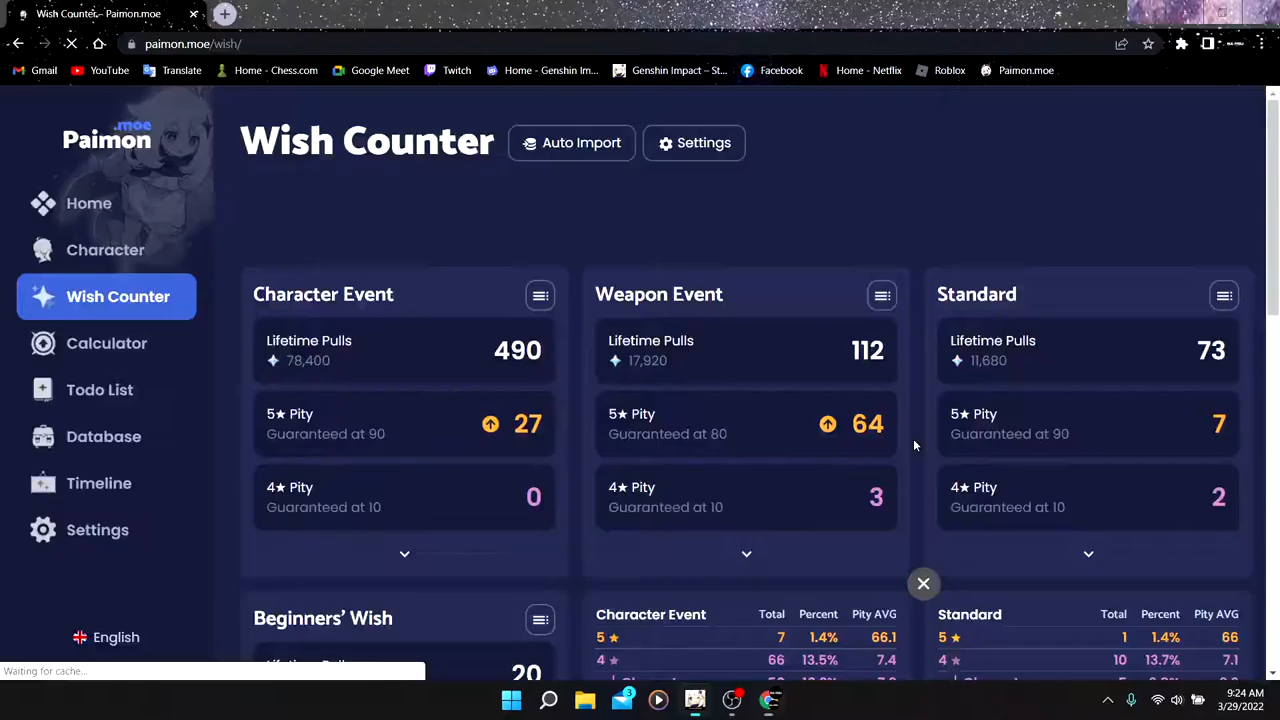 Wish Counter – Paimon.moe
paimon.moe/wish/
Gmail YouTube Translate Home - Chess.com Google Meet Twitch Home - Genshin Im... Genshin Impact – St... Facebook Home - Netflix Roblox Paimon.moe
.moe
Paimon
Home
Character
Wish Counter
Calculator
Todo List
Database
Timeline
Settings
English
Wish Counter Auto Import Settings
Character Event
Lifetime Pulls
78,400 490
5★ Pity
Guaranteed at 90 27
4★ Pity
Guaranteed at 10 0
Weapon Event
Lifetime Pulls
17,920 112
5★ Pity
Guaranteed at 80 64
4★ Pity
Guaranteed at 10 3
Standard
Lifetime Pulls
11,680 73
5★ Pity
Guaranteed at 90 7
4★ Pity
Guaranteed at 10 2
Beginners' Wish
Lifetime Pulls
20
Character Event Total Percent Pity AVG
5 ★ 7 1.4% 66.1
4 ★ 66 13.5% 7.4
Standard Total Percent Pity AVG
5 ★ 1 1.4% 66
4 ★ 10 13.7% 7.1
Waiting for cache...
3
9:24 AM
3/29/2022